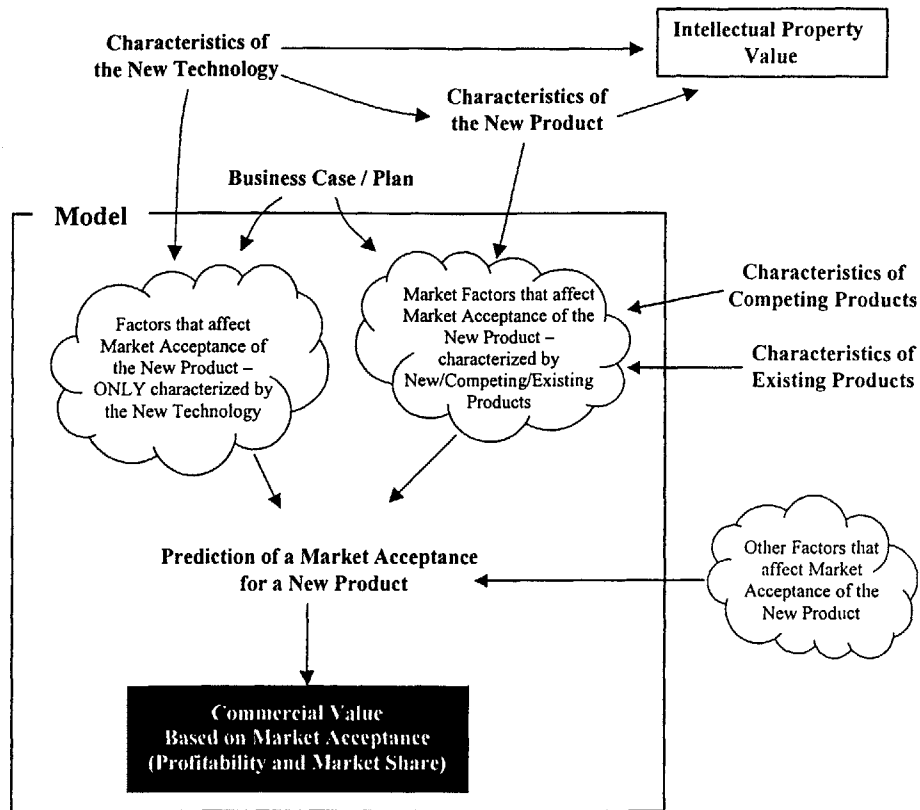 Characteristics of
the New Technology
Intellectual Property
Value
Characteristics of
the New Product
Business Case / Plan
Model
Factors that affect
Market Acceptance of
the New Product –
ONLY characterized by
the New Technology
Market Factors that affect
Market Acceptance of the
New Product –
characterized by
New/Competing/Existing
Products
Characteristics of
Competing Products
Characteristics of
Existing Products
Prediction of a Market Acceptance
for a New Product
Other Factors that
affect Market
Acceptance of the
New Product
Commercial Value
Based on Market Acceptance
(Profitability and Market Share)